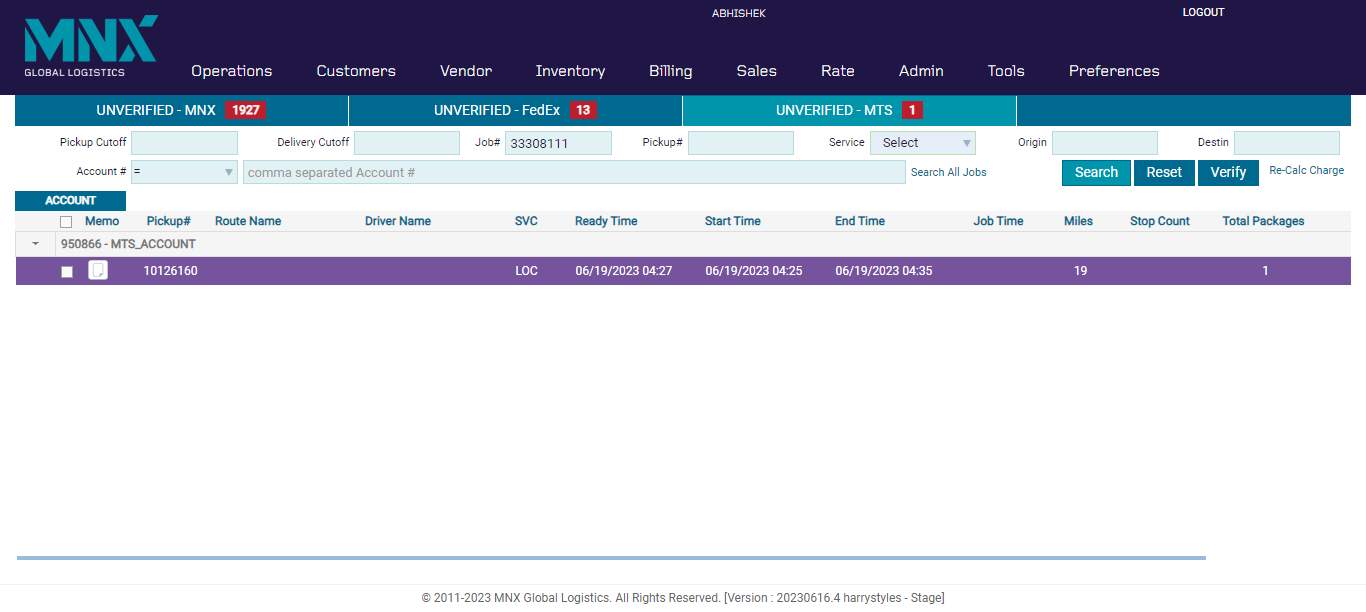 ABHISHEK
LOGOUT
MNX
GLOBAL LOGISTICS
Operations Customers Vendor Inventory Billing Sales Rate Admin Tools Preferences
UNVERIFIED - MNX 1927 UNVERIFIED - FedEx 13 UNVERIFIED - MTS 1
Pickup Cutoff Delivery Cutoff Job# 33308111 Pickup# Service Select Origin Destin
Account # = comma separated Account # Search All Jobs Search Reset Verify Re-Calc Charge
ACCOUNT
Memo Pickup# Route Name Driver Name SVC Ready Time Start Time End Time Job Time Miles Stop Count Total Packages
950866 - MTS_ACCOUNT
10126160 LOC 06/19/2023 04:27 06/19/2023 04:25 06/19/2023 04:35 19 1
© 2011-2023 MNX Global Logistics. All Rights Reserved. [Version : 20230616.4 harrystyles - Stage]